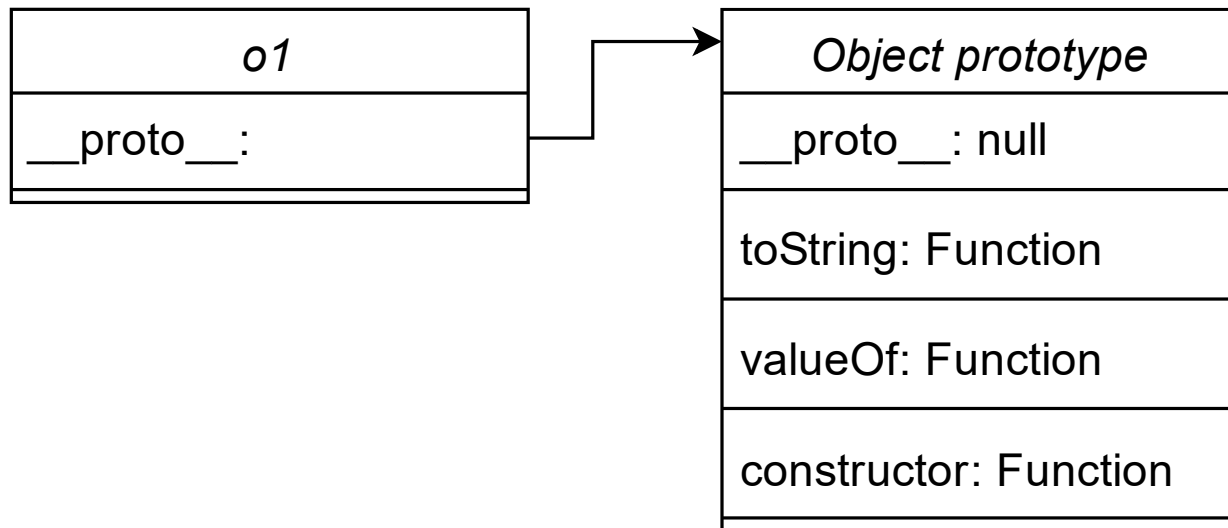 o1
__proto__:
Object prototype
__proto__: null
toString: Function
valueOf: Function
constructor: Function